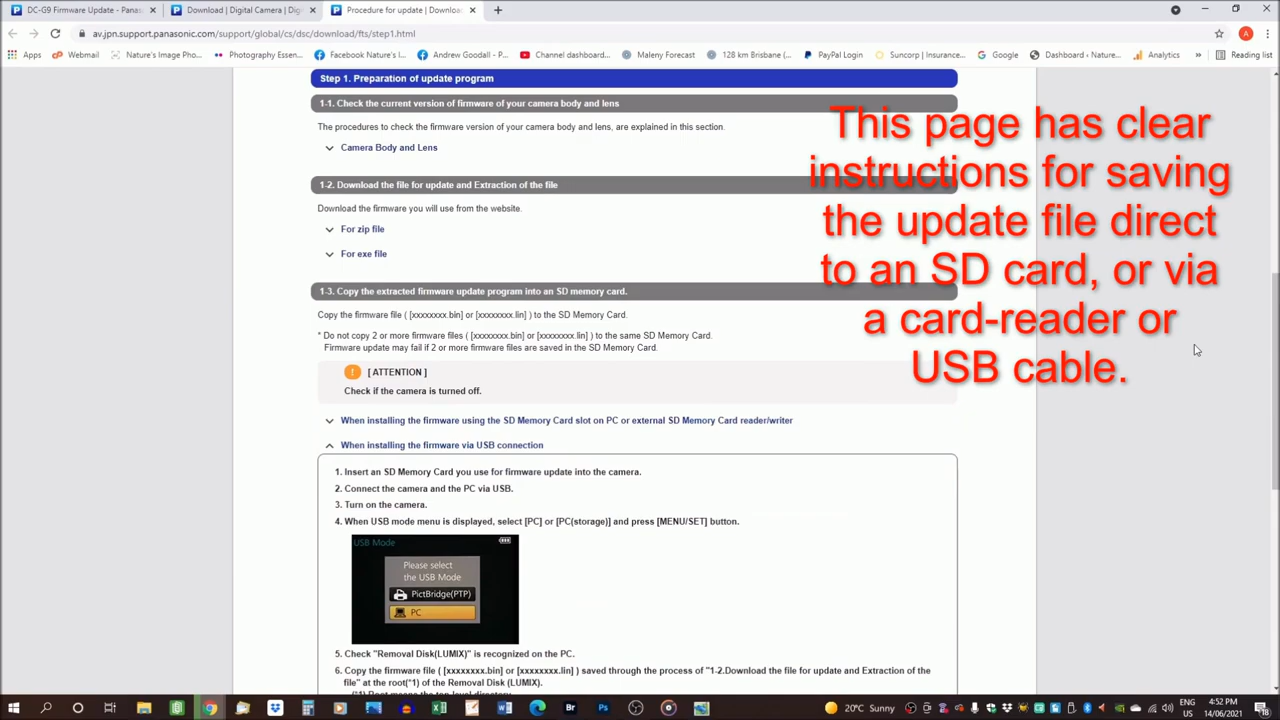 DC-G9 Firmware Update - Panas
Download | Digital Camera | Digi
Procedure for update | Downloa
av.jpn.support.panasonic.com/support/global/cs/dsc/download/fts/step1.html
Apps
Webmail
Nature's Image Pho...
Photography Essen...
Facebook Nature's I...
Andrew Goodall - P...
Channel dashboard...
Maleny Forecast
128 km Brisbane (...
PayPal Login
Suncorp | Insurance...
Google
Dashboard ‹ Nature...
Analytics
»
Reading list
Step 1. Preparation of update program
1-1. Check the current version of firmware of your camera body and lens
The procedures to check the firmware version of your camera body and lens, are explained in this section.
Camera Body and Lens
1-2. Download the file for update and Extraction of the file
Download the firmware you will use from the website.
For zip file
For exe file
1-3. Copy the extracted firmware update program into an SD memory card.
Copy the firmware file ( [xxxxxxxx.bin] or [xxxxxxxx.lin] ) to the SD Memory Card.
* Do not copy 2 or more firmware files ( [xxxxxxxx.bin] or [xxxxxxxx.lin] ) to the same SD Memory Card.
Firmware update may fail if 2 or more firmware files are saved in the SD Memory Card.
[ ATTENTION ]
Check if the camera is turned off.
When installing the firmware using the SD Memory Card slot on PC or external SD Memory Card reader/writer
When installing the firmware via USB connection
1. Insert an SD Memory Card you use for firmware update into the camera.
2. Connect the camera and the PC via USB.
3. Turn on the camera.
4. When USB mode menu is displayed, select [PC] or [PC(storage)] and press [MENU/SET] button.
USB Mode
Please select
the USB Mode
PictBridge(PTP)
PC
5. Check "Removal Disk(LUMIX)" is recognized on the PC.
6. Copy the firmware file ( [xxxxxxxx.bin] or [xxxxxxxx.lin] ) saved through the process of "1-2.Download the file for update and Extraction of the
file" at the root(*1) of the Removal Disk (LUMIX).
(*1) Root means the top-level directory.
This page has clear
instructions for saving
the update file direct
to an SD card, or via
a card-reader or
USB cable.
20°C Sunny
ENG
US
4:52 PM
14/06/2021